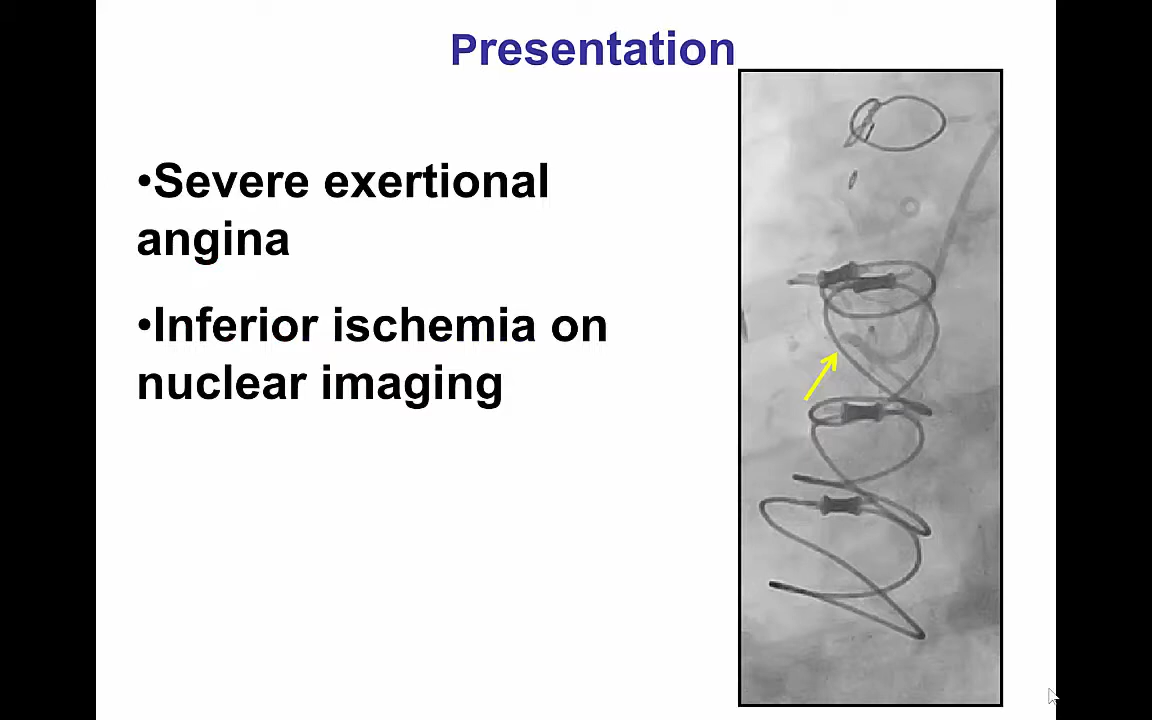 Presentation
•Severe exertional
angina
•Inferior ischemia on
nuclear imaging